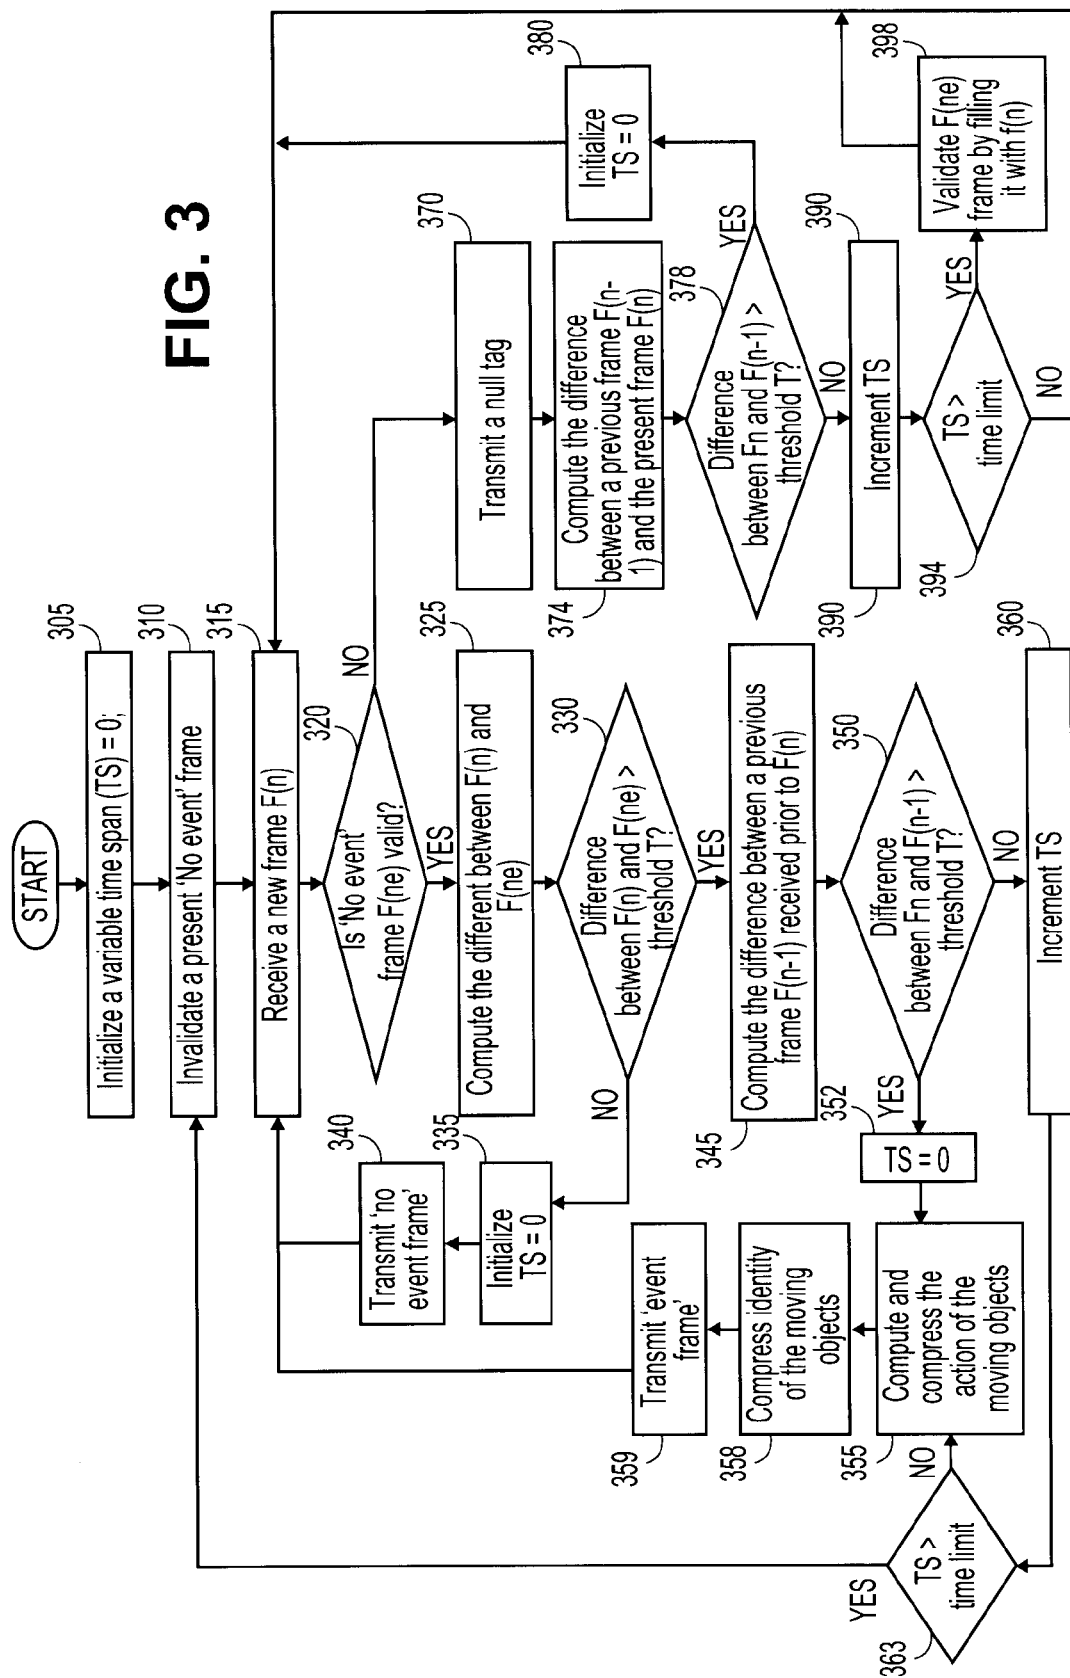 FIG. 3
START
305
Initialize a variable time span (TS) = 0;
310
Invalidate a present 'No event' frame
315
Receive a new frame F(n)
320
Is 'No event'
frame F(ne) valid?
NO
YES
325
Compute the different between F(n) and
F(ne)
330
Difference
between F(n) and F(ne) >
threshold T?
NO
YES
335
Initialize
TS = 0
340
Transmit 'no
event frame'
345
Compute the difference between a previous
frame F(n-1) received prior to F(n)
350
Difference
between Fn and F(n-1) >
threshold T?
YES
NO
352
TS = 0
355
Compute and
compress the
action of the
moving objects
358
Compress identity
of the moving
objects
359
Transmit 'event
frame'
360
Increment TS
363
TS >
time limit
YES
NO
370
Transmit a null tag
374
Compute the difference
between a previous frame F(n-
1) and the present frame F(n)
378
Difference
between Fn and F(n-1) >
threshold T?
YES
NO
380
Initialize
TS = 0
390
390
Increment TS
394
TS >
time limit
YES
NO
398
Validate F(ne)
frame by filling
it with f(n)